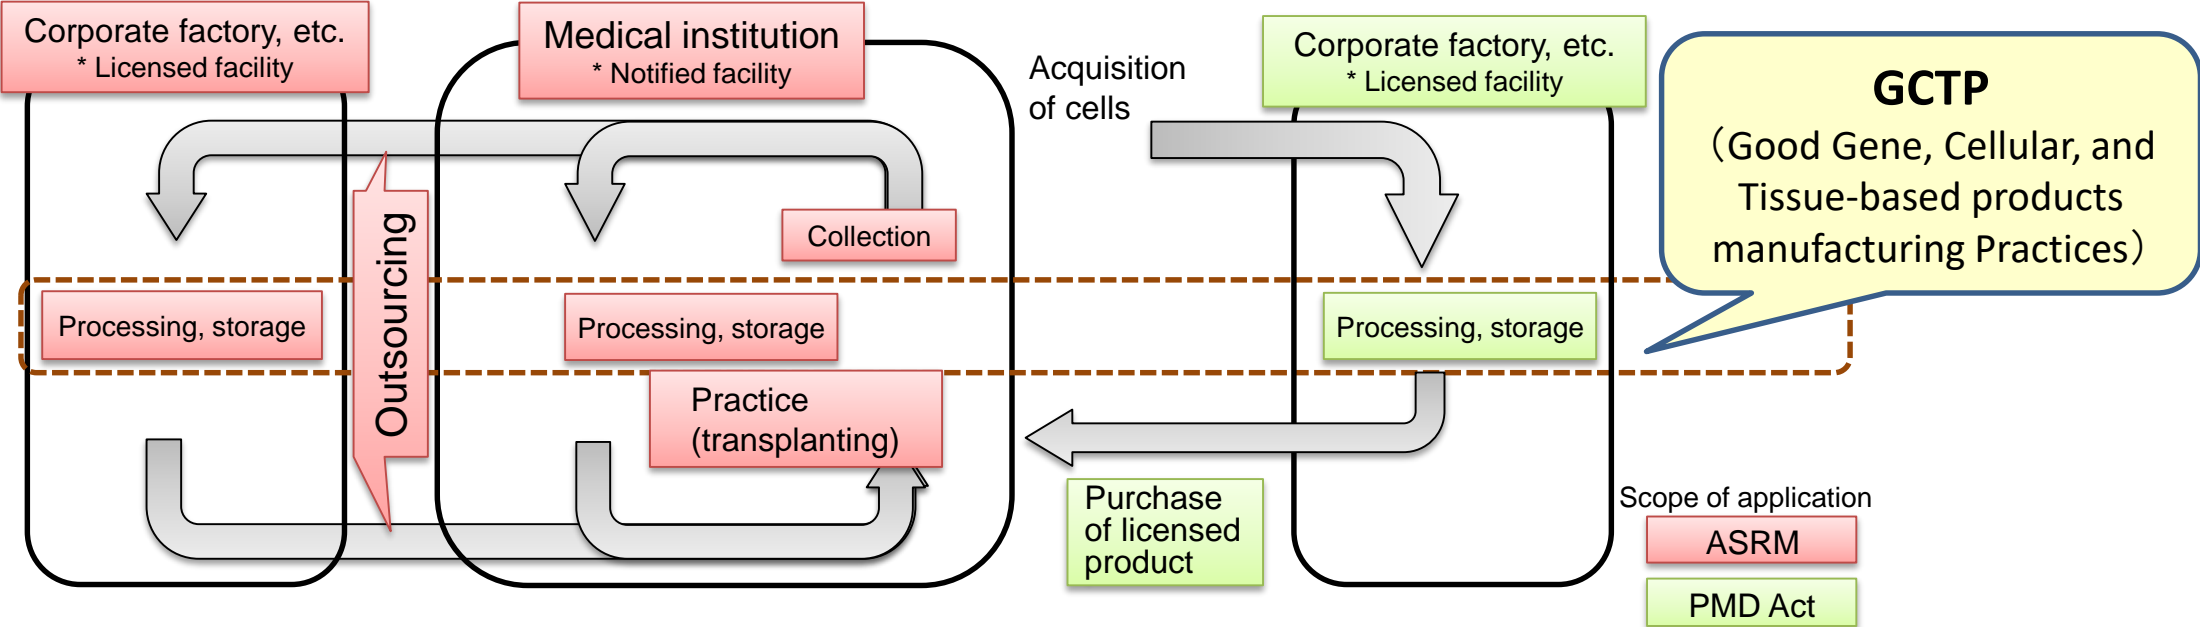 Corporate factory, etc.
* Licensed facility
Medical institution
* Notified facility
Acquisition
of cells
Corporate factory, etc.
* Licensed facility
GCTP
（Good Gene, Cellular, and
Tissue-based products
manufacturing Practices）
Outsourcing
Collection
Processing, storage
Processing, storage
Processing, storage
Practice
(transplanting)
Purchase
of licensed
product
Scope of application
ASRM
PMD Act